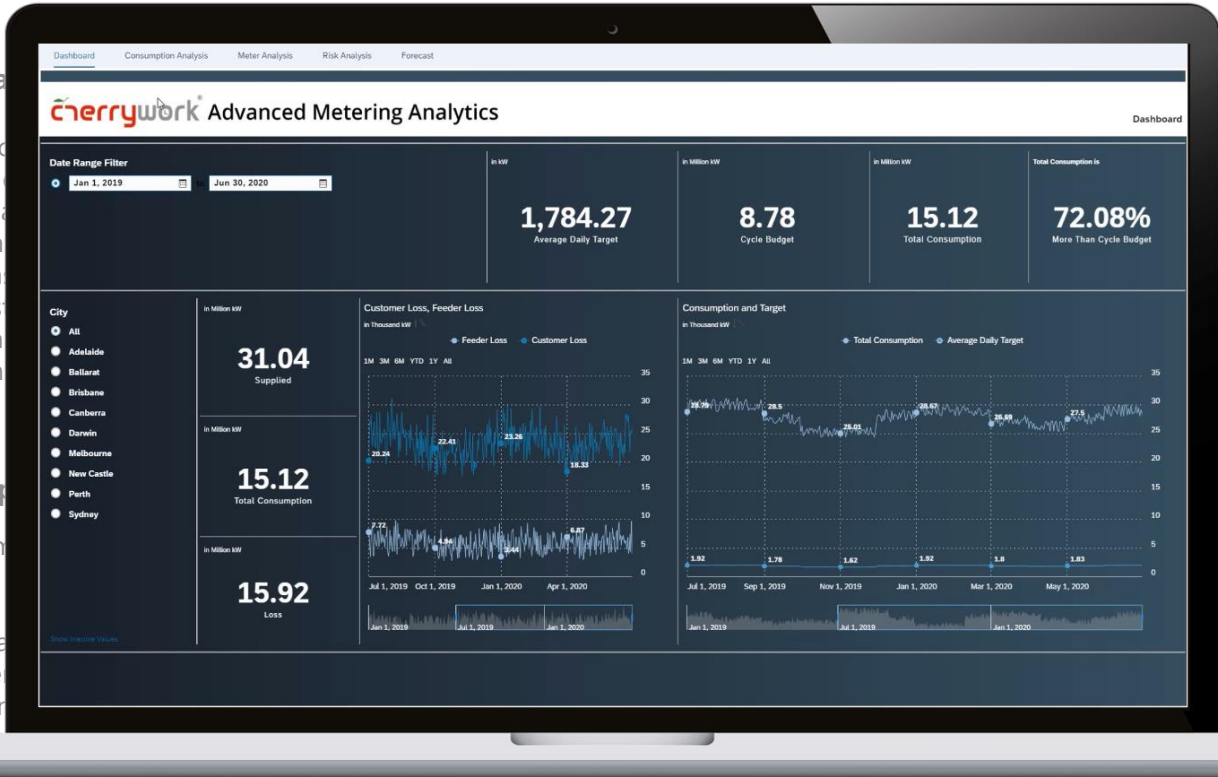 Dashboard Consumption Analysis Meter Analysis Risk Analysis Forecast
cherrywork® Advanced Metering Analytics
Dashboard
Date Range Filter
Jan 1, 2019 to Jun 30, 2020
in kW
1,784.27
Average Daily Target
in Million kW
8.78
Cycle Budget
in Million kW
15.12
Total Consumption
Total Consumption is
72.08%
More Than Cycle Budget
City
All
Adelaide
Ballarat
Brisbane
Canberra
Darwin
Melbourne
New Castle
Perth
Sydney
Show Inactive Values
in Million kW
31.04
Supplied
in Million kW
15.12
Total Consumption
in Million kW
15.92
Loss
Customer Loss, Feeder Loss
in Thousand kW
Feeder Loss Customer Loss
1M 3M 6M YTD 1Y All
35
30
25
20
15
10
5
0
20.24 22.41 23.26 18.33
7.72 4.94 3.44 6.87
Jul 1, 2019 Oct 1, 2019 Jan 1, 2020 Apr 1, 2020
Jan 1, 2019 Jul 1, 2019 Jan 1, 2020
Consumption and Target
in Thousand kW
Total Consumption Average Daily Target
1M 3M 6M YTD 1Y All
35
30
25
20
15
10
5
0
28.79 28.5 26.01 28.67 26.69 27.5
1.92 1.78 1.62 1.92 1.8 1.83
Jul 1, 2019 Sep 1, 2019 Nov 1, 2019 Jan 1, 2020 Mar 1, 2020 May 1, 2020
Jan 1, 2019 Jul 1, 2019 Jan 1, 2020